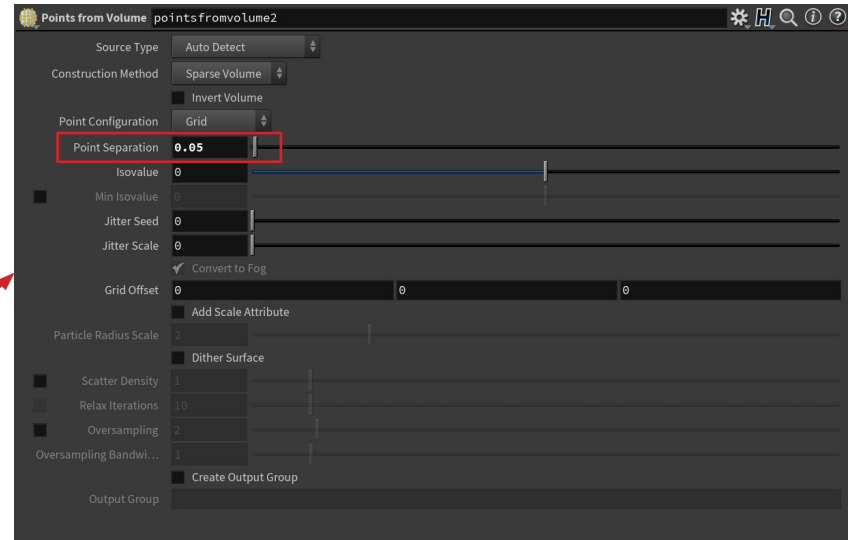 Points from Volume pointsfromvolume2
Source Type Auto Detect
Construction Method Sparse Volume
Invert Volume
Point Configuration Grid
Point Separation 0.05
Isovalue 0
Min Isovalue 0
Jitter Seed 0
Jitter Scale 0
Convert to Fog
Grid Offset 0 0 0
Add Scale Attribute
Particle Radius Scale 2
Dither Surface
Scatter Density 1
Relax Iterations 10
Oversampling 2
Oversampling Bandwi... 1
Create Output Group
Output Group